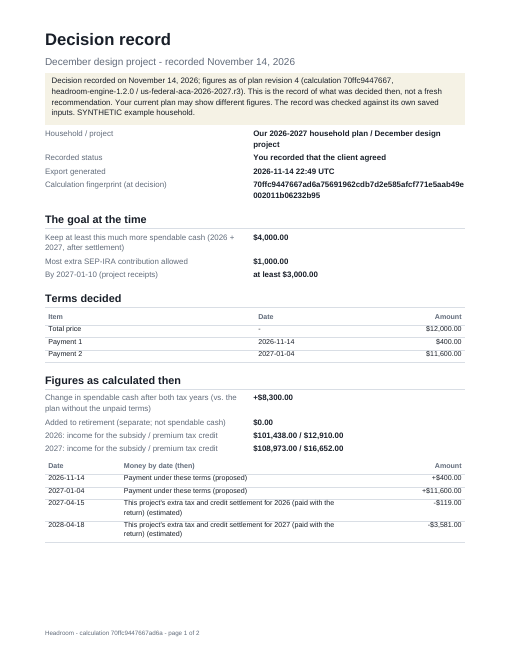 Decision record
December design project - recorded November 14, 2026
Decision recorded on November 14, 2026; figures as of plan revision 4 (calculation 70ffc9447667,
headroom-engine-1.2.0 / us-federal-aca-2026-2027.r3). This is the record of what was decided then, not a fresh
recommendation. Your current plan may show different figures. The record was checked against its own saved
inputs. SYNTHETIC example household.
Household / project Our 2026-2027 household plan / December design
project
Recorded status You recorded that the client agreed
Export generated 2026-11-14 22:49 UTC
Calculation fingerprint (at decision) 70ffc9447667ad6a75691962cdb7d2e585afcf771e5aab49e
002011b06232b95
The goal at the time
Keep at least this much more spendable cash (2026 + $4,000.00
2027, after settlement)
Most extra SEP-IRA contribution allowed $1,000.00
By 2027-01-10 (project receipts) at least $3,000.00
Terms decided
Item Date Amount
Total price - $12,000.00
Payment 1 2026-11-14 $400.00
Payment 2 2027-01-04 $11,600.00
Figures as calculated then
Change in spendable cash after both tax years (vs. the +$8,300.00
plan without the unpaid terms)
Added to retirement (separate; not spendable cash) $0.00
2026: income for the subsidy / premium tax credit $101,438.00 / $12,910.00
2027: income for the subsidy / premium tax credit $108,973.00 / $16,652.00
Date Money by date (then) Amount
2026-11-14 Payment under these terms (proposed) +$400.00
2027-01-04 Payment under these terms (proposed) +$11,600.00
2027-04-15 This project's extra tax and credit settlement for 2026 (paid with the -$119.00
return) (estimated)
2028-04-18 This project's extra tax and credit settlement for 2027 (paid with the -$3,581.00
return) (estimated)
Headroom - calculation 70ffc9447667ad6a - page 1 of 2